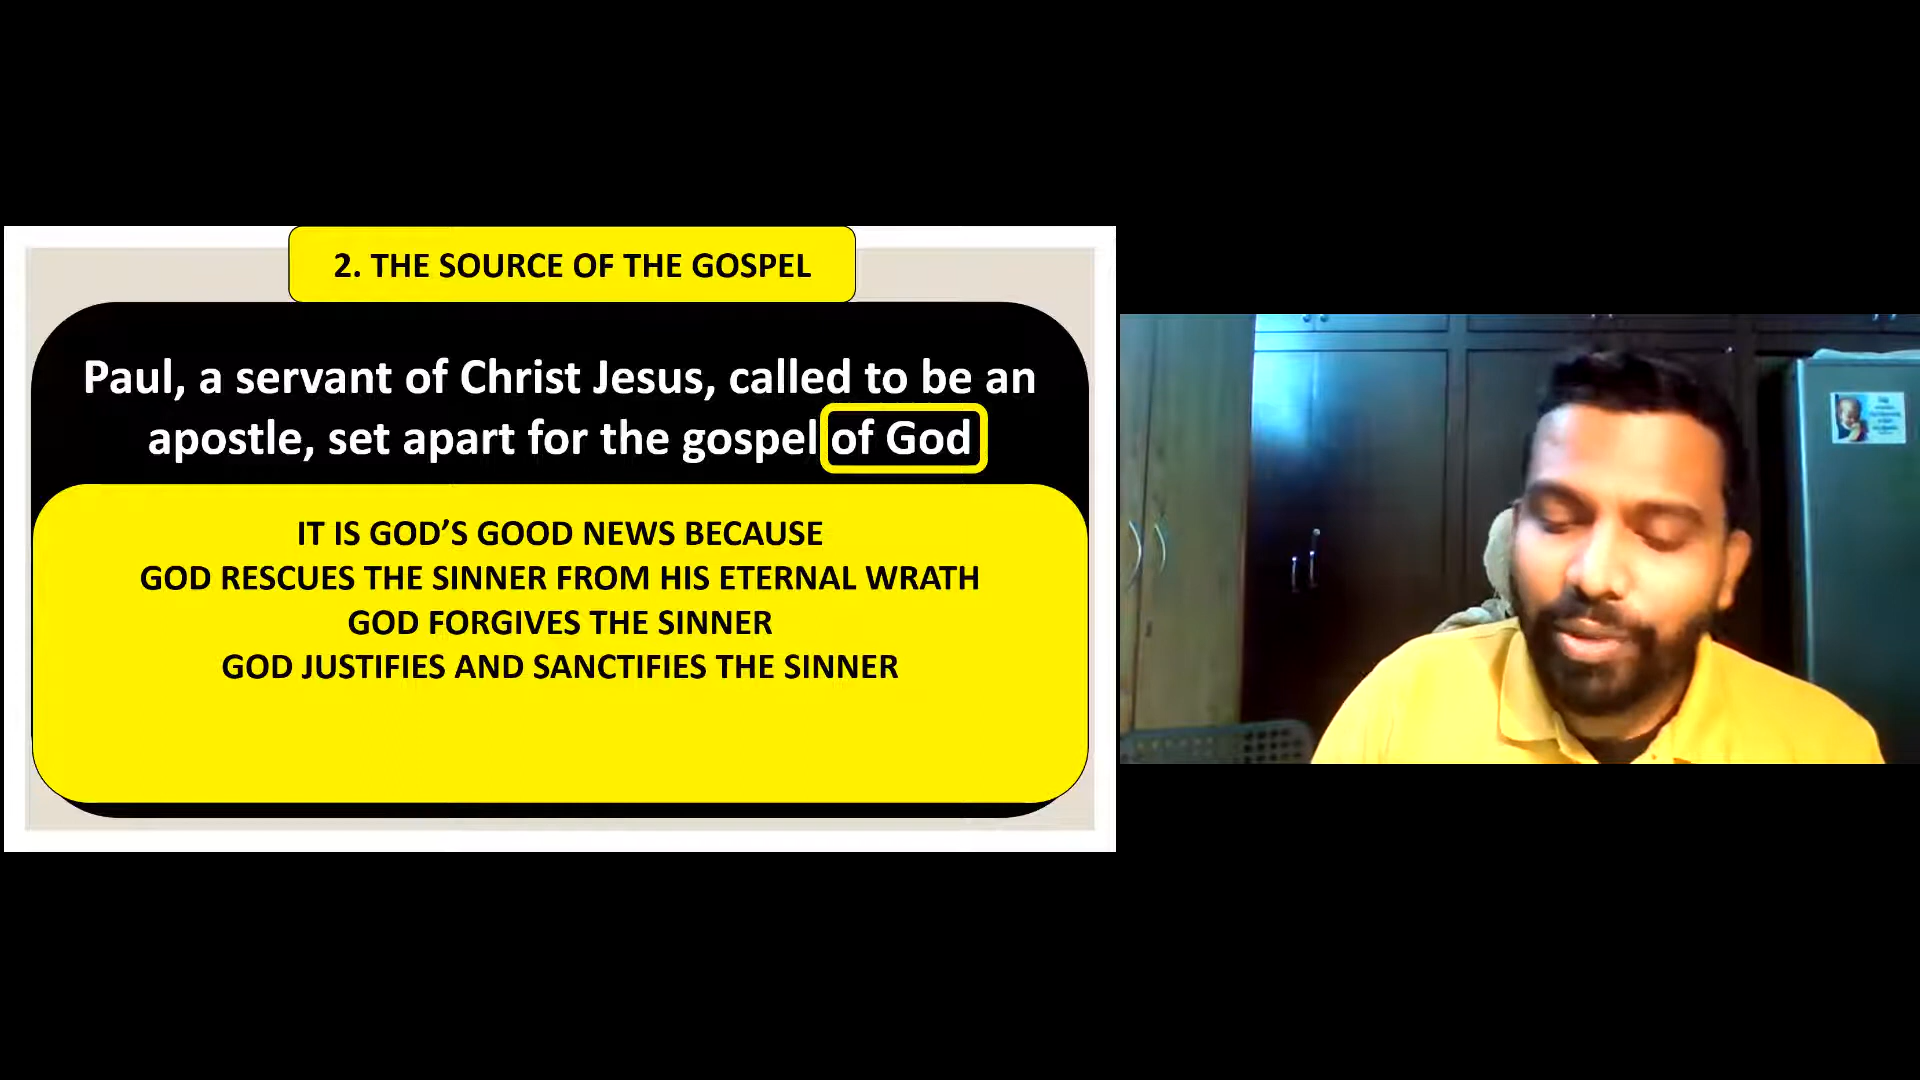 2. THE SOURCE OF THE GOSPEL
Paul, a servant of Christ Jesus, called to be an
apostle, set apart for the gospel of God
IT IS GOD’S GOOD NEWS BECAUSE
GOD RESCUES THE SINNER FROM HIS ETERNAL WRATH
GOD FORGIVES THE SINNER
GOD JUSTIFIES AND SANCTIFIES THE SINNER